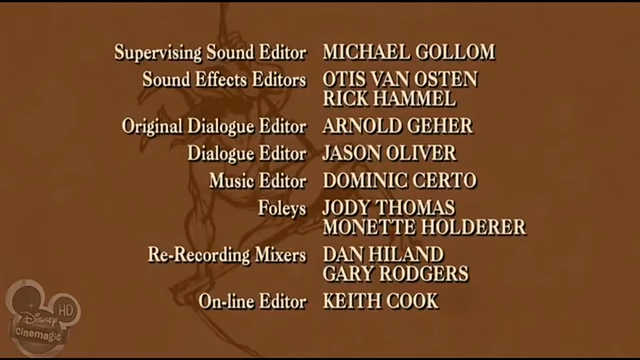 Supervising Sound Editor MICHAEL GOLLOM
Sound Effects Editors OTIS VAN OSTEN
RICK HAMMEL
Original Dialogue Editor ARNOLD GEHER
Dialogue Editor JASON OLIVER
Music Editor DOMINIC CERTO
Foleys JODY THOMAS
MONETTE HOLDERER
Re-Recording Mixers DAN HILAND
GARY RODGERS
On-line Editor KEITH COOK
HD
Disney
Cinemagic